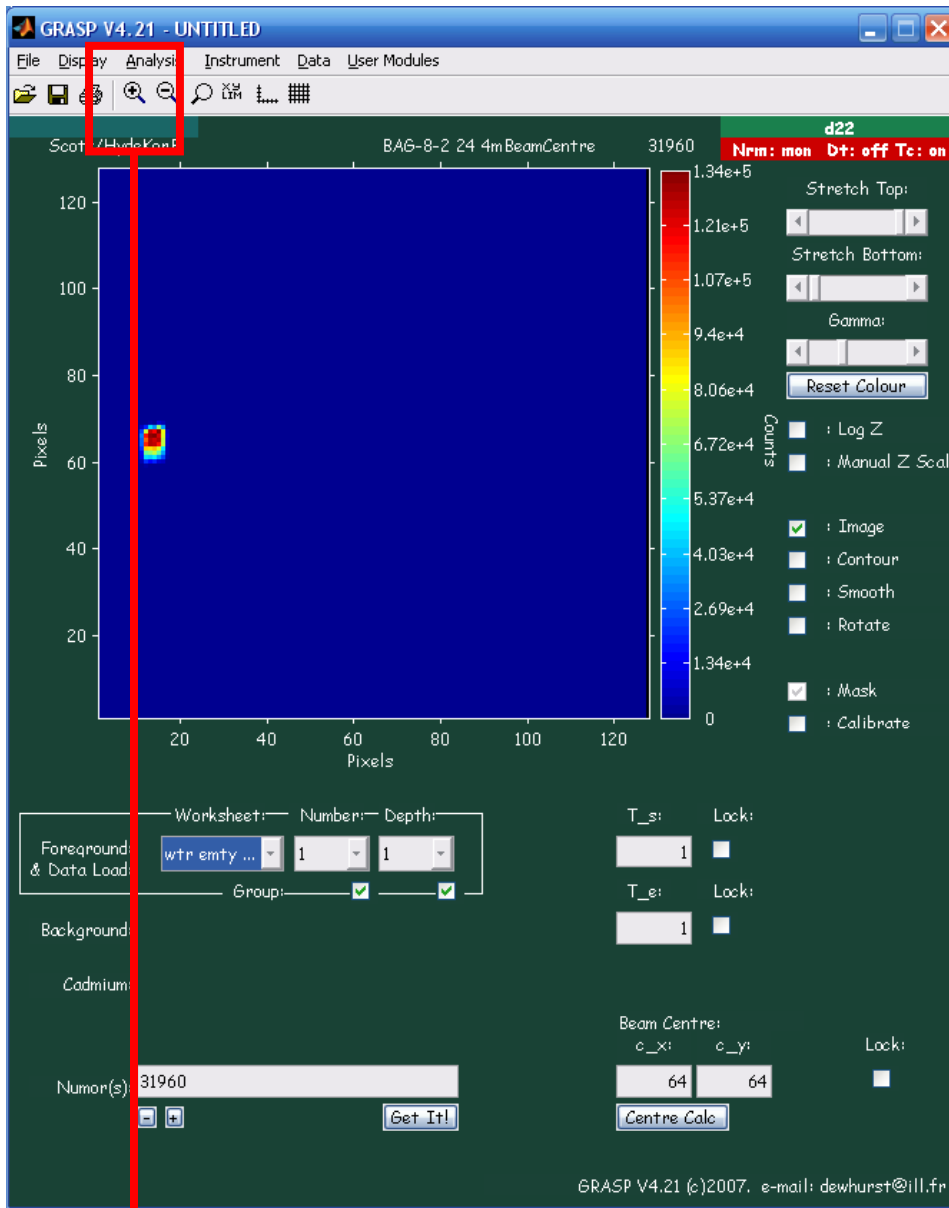 GRASP V4.21 - UNTITLED
File Display Analysis Instrument Data User Modules
XY LIM
d22
BAG-8-2 24 4mBeamCentre 31960 Nrm: mon Dt: off Tc: on
1.34e+5
1.21e+5
1.07e+5
9.4e+4
8.06e+4
6.72e+4
5.37e+4
4.03e+4
2.69e+4
1.34e+4
0
Counts
120
100
80
60
40
20
Pixels
20 40 60 80 100 120
Pixels
Stretch Top:
Stretch Bottom:
Gamma:
Reset Colour
: Log Z
: Manual Z Scal
: Image
: Contour
: Smooth
: Rotate
: Mask
: Calibrate
Worksheet: Number: Depth:
Foreground
& Data Load:
wtr emty ... 1 1
Group:
T_s: Lock:
1
T_e: Lock:
1
Background:
Cadmium:
Beam Centre:
c_x: c_y: Lock:
64 64
Numor(s): 31960
- + Get It! Centre Calc
GRASP V4.21 (c)2007. e-mail: dewhurst@ill.fr